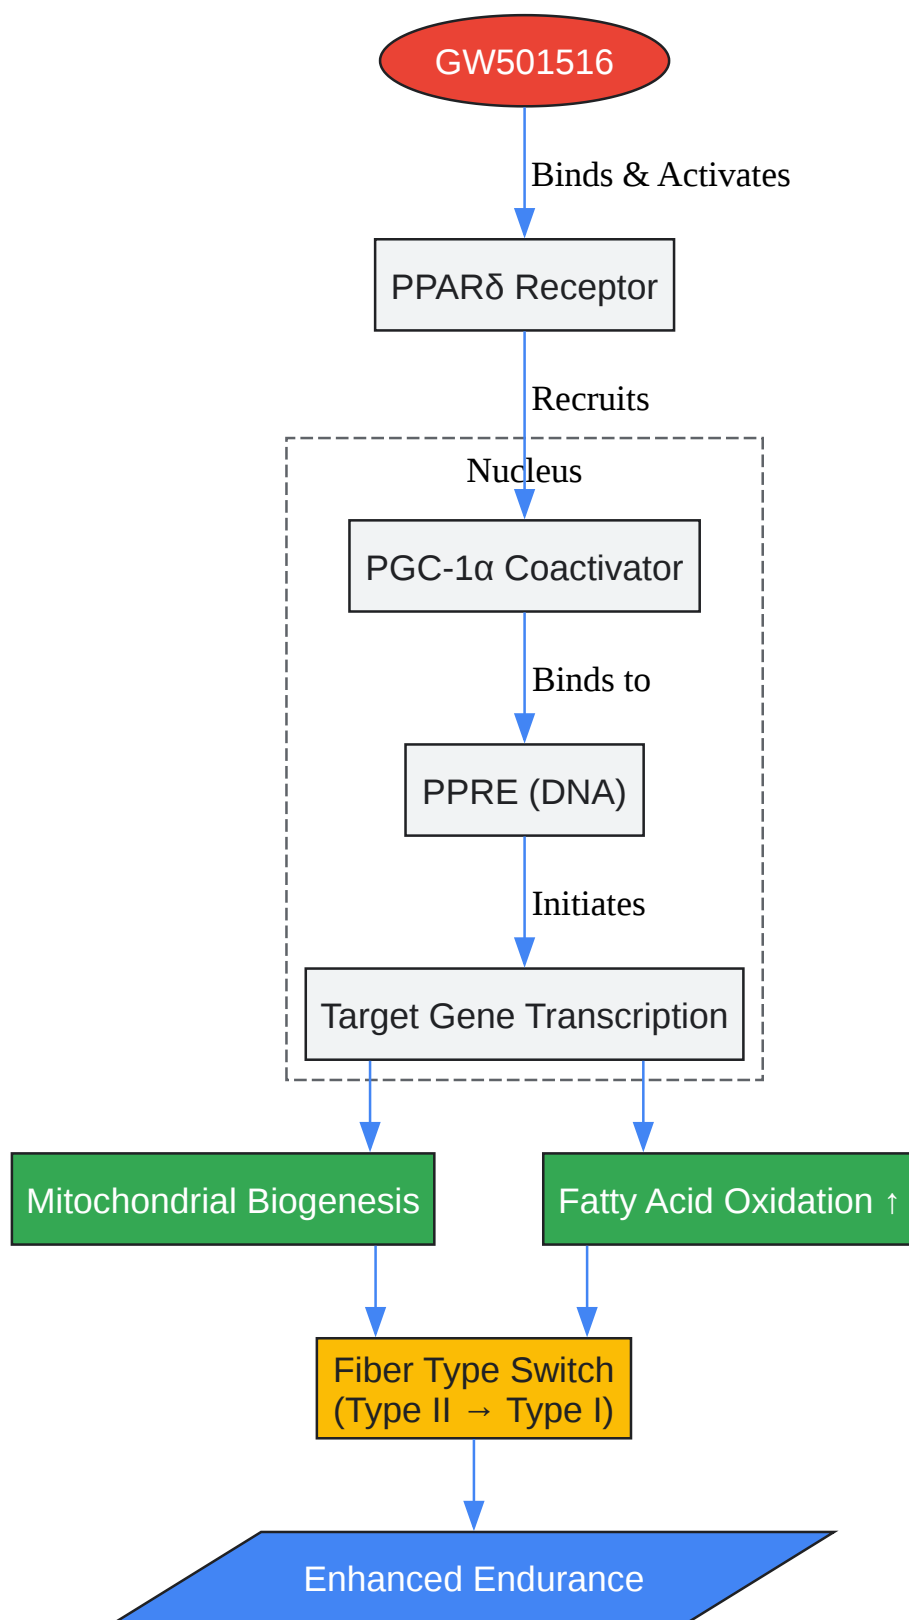 GW501516
Binds & Activates
PPARδ Receptor
Recruits
Nucleus
PGC-1α Coactivator
Binds to
PPRE (DNA)
Initiates
Target Gene Transcription
Mitochondrial Biogenesis
Fatty Acid Oxidation ↑
Fiber Type Switch
(Type II → Type I)
Enhanced Endurance